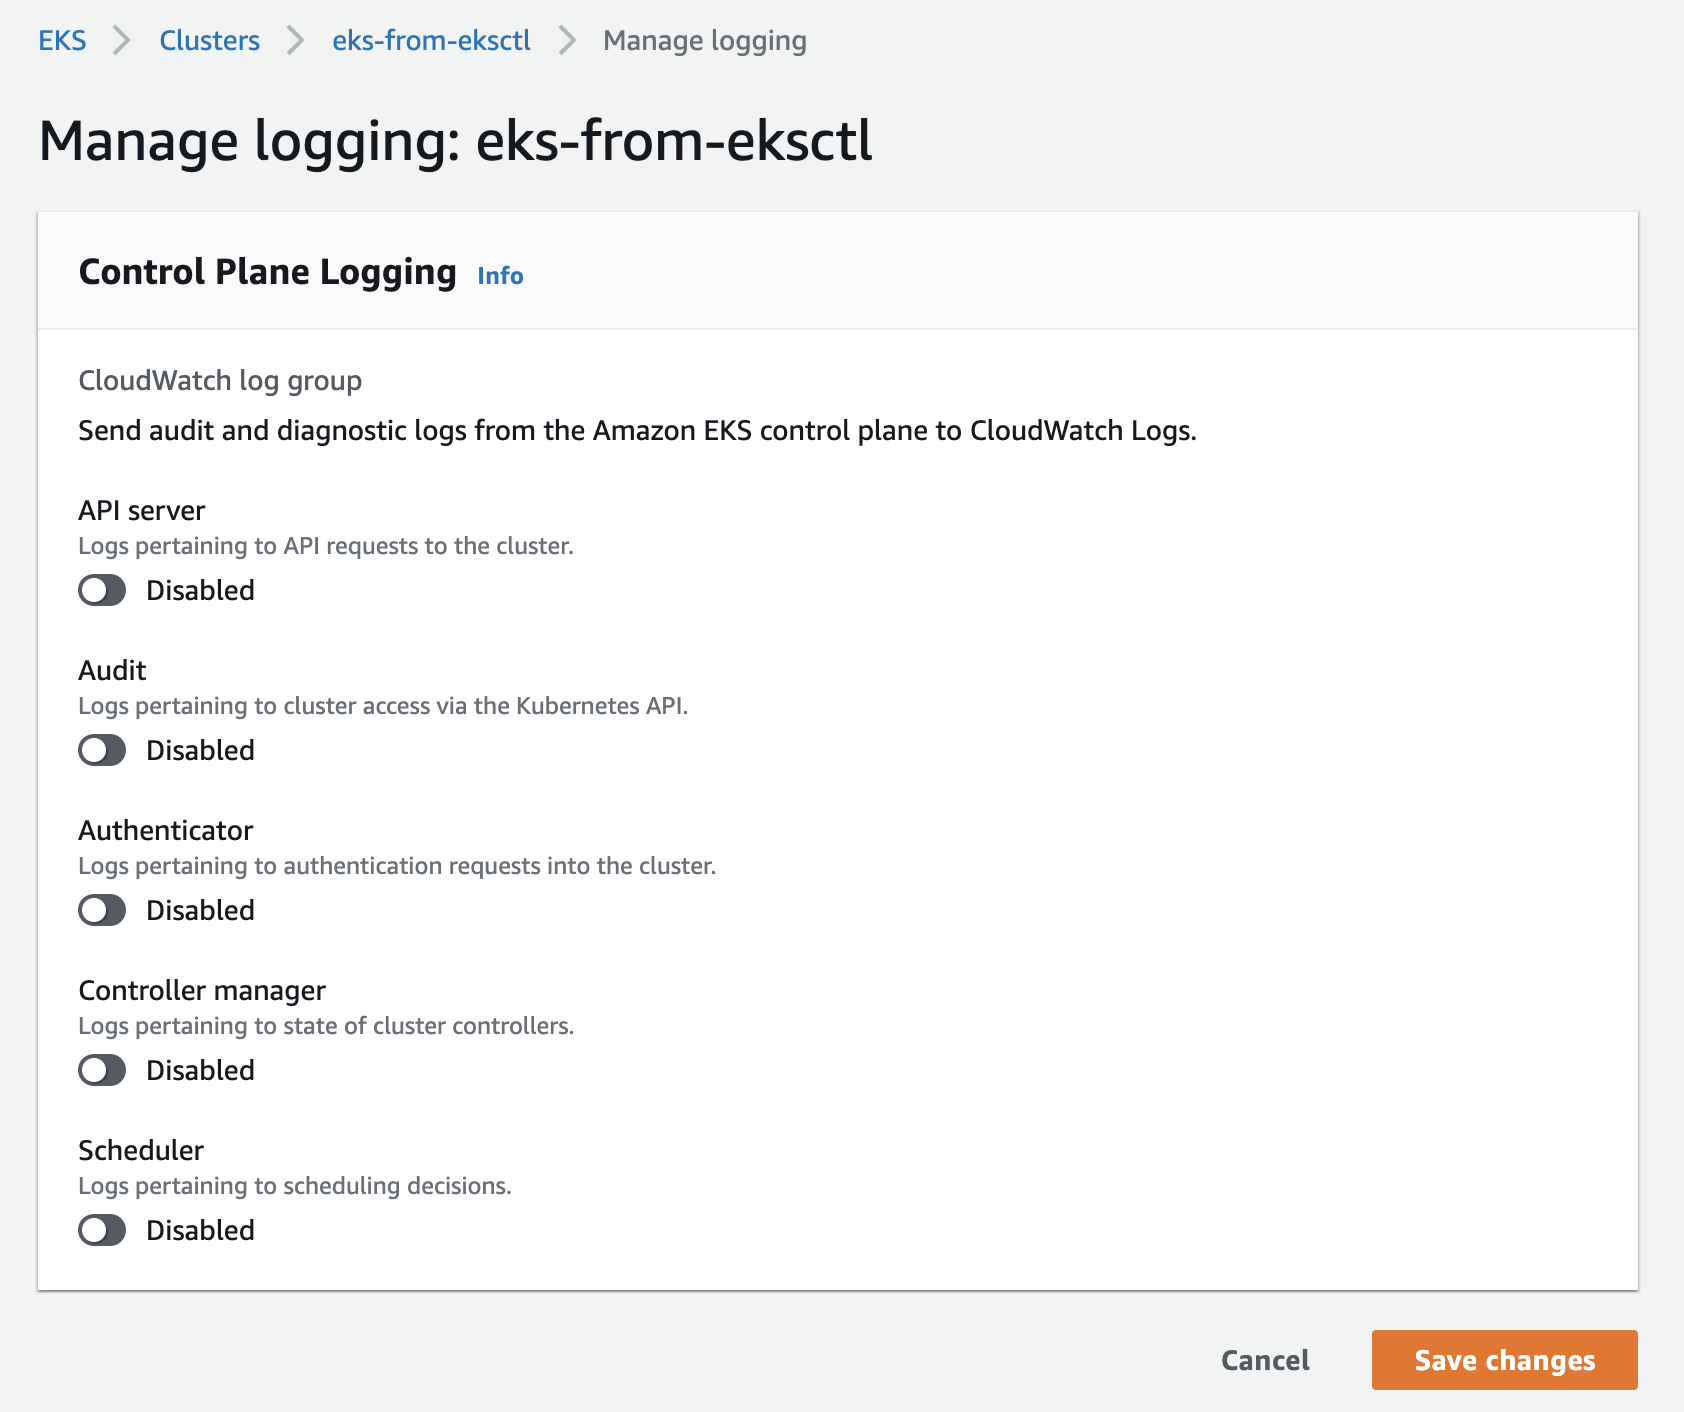 EKS Clusters eks-from-eksctl Manage logging
Manage logging: eks-from-eksctl
Control Plane Logging Info
CloudWatch log group
Send audit and diagnostic logs from the Amazon EKS control plane to CloudWatch Logs.
API server
Logs pertaining to API requests to the cluster.
Disabled
Audit
Logs pertaining to cluster access via the Kubernetes API.
Disabled
Authenticator
Logs pertaining to authentication requests into the cluster.
Disabled
Controller manager
Logs pertaining to state of cluster controllers.
Disabled
Scheduler
Logs pertaining to scheduling decisions.
Disabled
Cancel Save changes